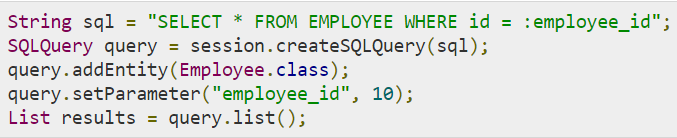 String sql = "SELECT * FROM EMPLOYEE WHERE id = :employee_id";
SQLQuery query = session.createSQLQuery(sql);
query.addEntity(Employee.class);
query.setParameter("employee_id", 10);
List results = query.list();